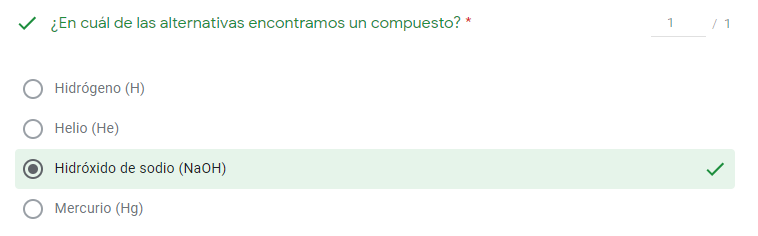 ¿En cuál de las alternativas encontramos un compuesto? * 1 / 1
Hidrógeno (H)
Helio (He)
Hidróxido de sodio (NaOH)
Mercurio (Hg)